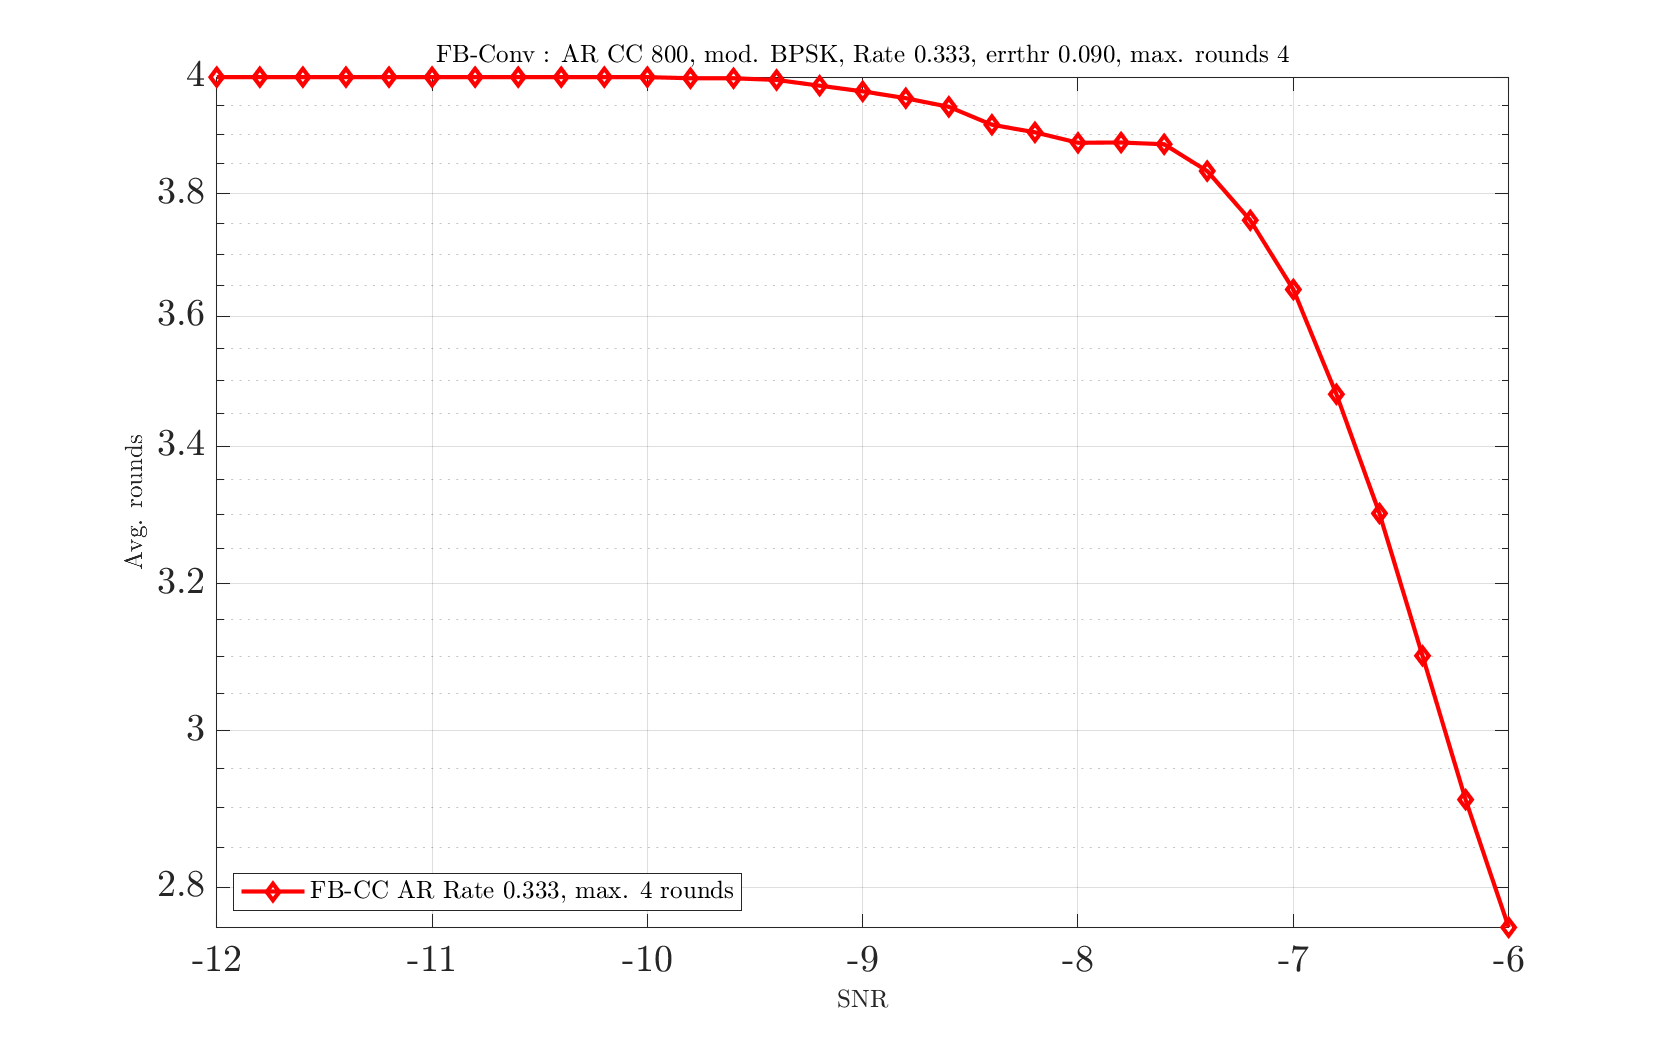 FB-Conv : AR CC 800, mod. BPSK, Rate 0.333, errthr 0.090, max. rounds 4
4
3.8
3.6
3.4
3.2
3
2.8
Avg. rounds
FB-CC AR Rate 0.333, max. 4 rounds
-12 -11 -10 -9 -8 -7 -6
SNR